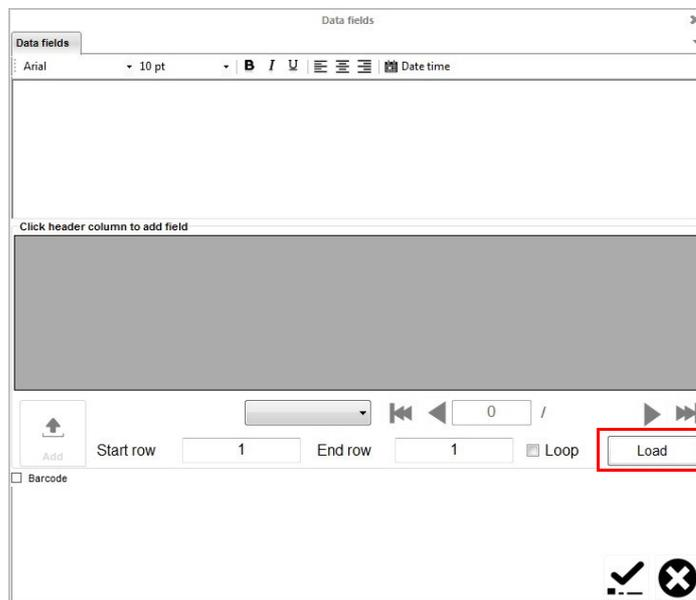 Data fields
Data fields
Arial 10 pt B I U Date time
Click header column to add field
0 /
Add
Start row 1 End row 1 Loop Load
Barcode